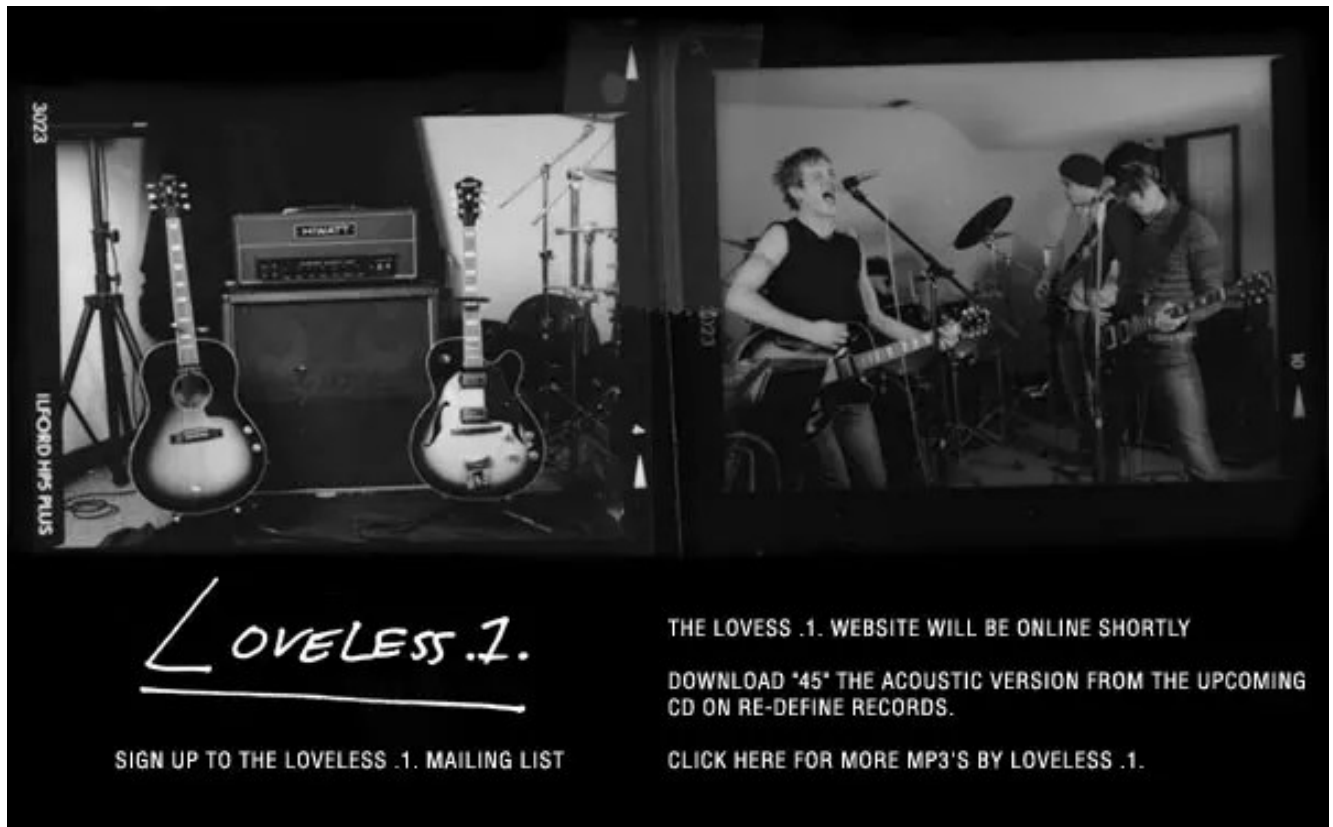 3023
ILFORD HP5 PLUS
HIWATT
4
3023
10
LOVELESS .1.
SIGN UP TO THE LOVELESS .1. MAILING LIST
THE LOVESS .1. WEBSITE WILL BE ONLINE SHORTLY
DOWNLOAD "45" THE ACOUSTIC VERSION FROM THE UPCOMING
CD ON RE-DEFINE RECORDS.
CLICK HERE FOR MORE MP3'S BY LOVELESS .1.